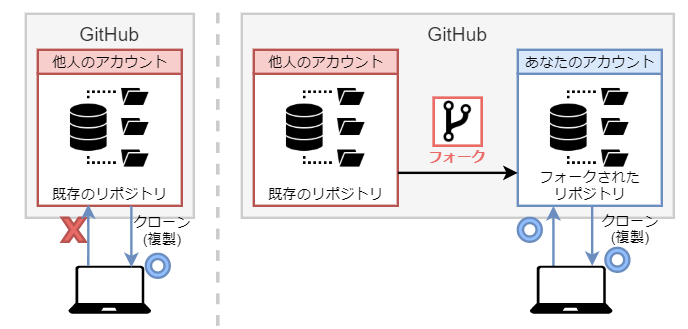 GitHub
他人のアカウント
既存のリポジトリ
クローン
(複製)
GitHub
他人のアカウント
既存のリポジトリ
フォーク
あなたのアカウント
フォークされた
リポジトリ
クローン
(複製)